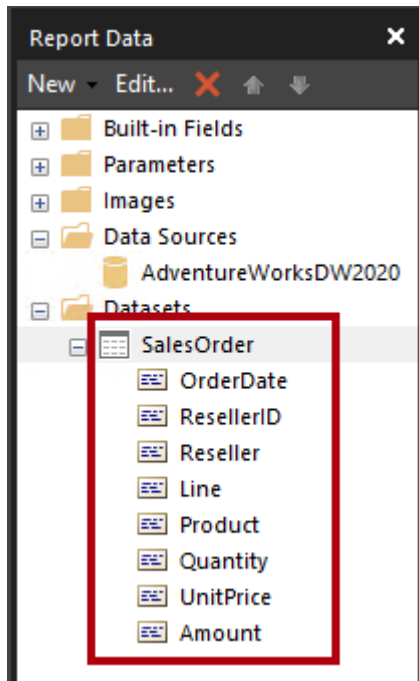 Report Data
New Edit...
Built-in Fields
Parameters
Images
Data Sources
AdventureWorksDW2020
Datasets
SalesOrder
OrderDate
ResellerID
Reseller
Line
Product
Quantity
UnitPrice
Amount